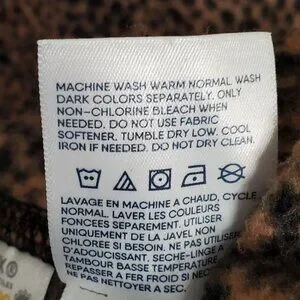 MACHINE WASH WARM NORMAL WASH
DARK COLORS SEPARATELY. ONLY
NON-CHLORINE BLEACH WHEN
NEEDED. DO NOT USE FABRIC
SOFTENER. TUMBLE DRY LOW. COOL
IRON IF NEEDED. DO NOT DRY CLEAN.
LAVAGE EN MACHINE A CHAUD, CYCLE
NORMAL. LAVER LES COULEURS
FONCEES SEPAREMENT. UTILISER
UNIQUEMENT DE LA JAVEL NON
CHLOREE SI BESOIN. NE PAS UTILISER
D'ADOUCISSANT. SECHE-LINGE A
TAMBOUR BASSE TEMPERATURE.
REPASSER A FER FROID SI NEC
NE PAS NETTOYER A SEC.